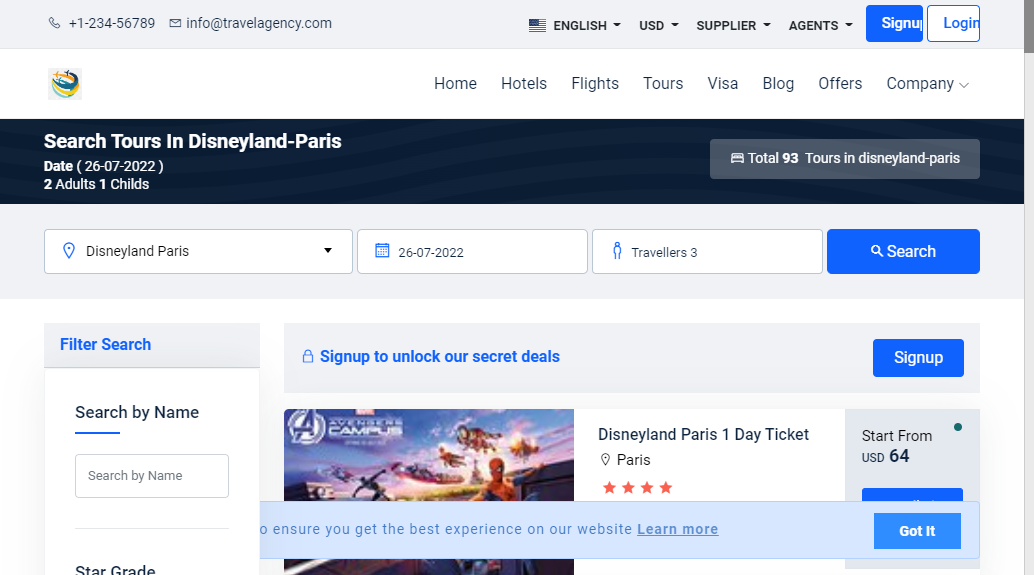 +1-234-56789 info@travelagency.com ENGLISH USD SUPPLIER AGENTS Signup Login
Home Hotels Flights Tours Visa Blog Offers Company
Search Tours In Disneyland-Paris
Date ( 26-07-2022 )
2 Adults 1 Childs
Total 93 Tours in disneyland-paris
Disneyland Paris 26-07-2022 Travellers 3 Search
Filter Search
Signup to unlock our secret deals Signup
Search by Name
Search by Name
AVENGERS
CAMPUS
Disneyland Paris 1 Day Ticket
Paris
Start From
USD 64
o ensure you get the best experience on our website Learn more Got It
Star Grade